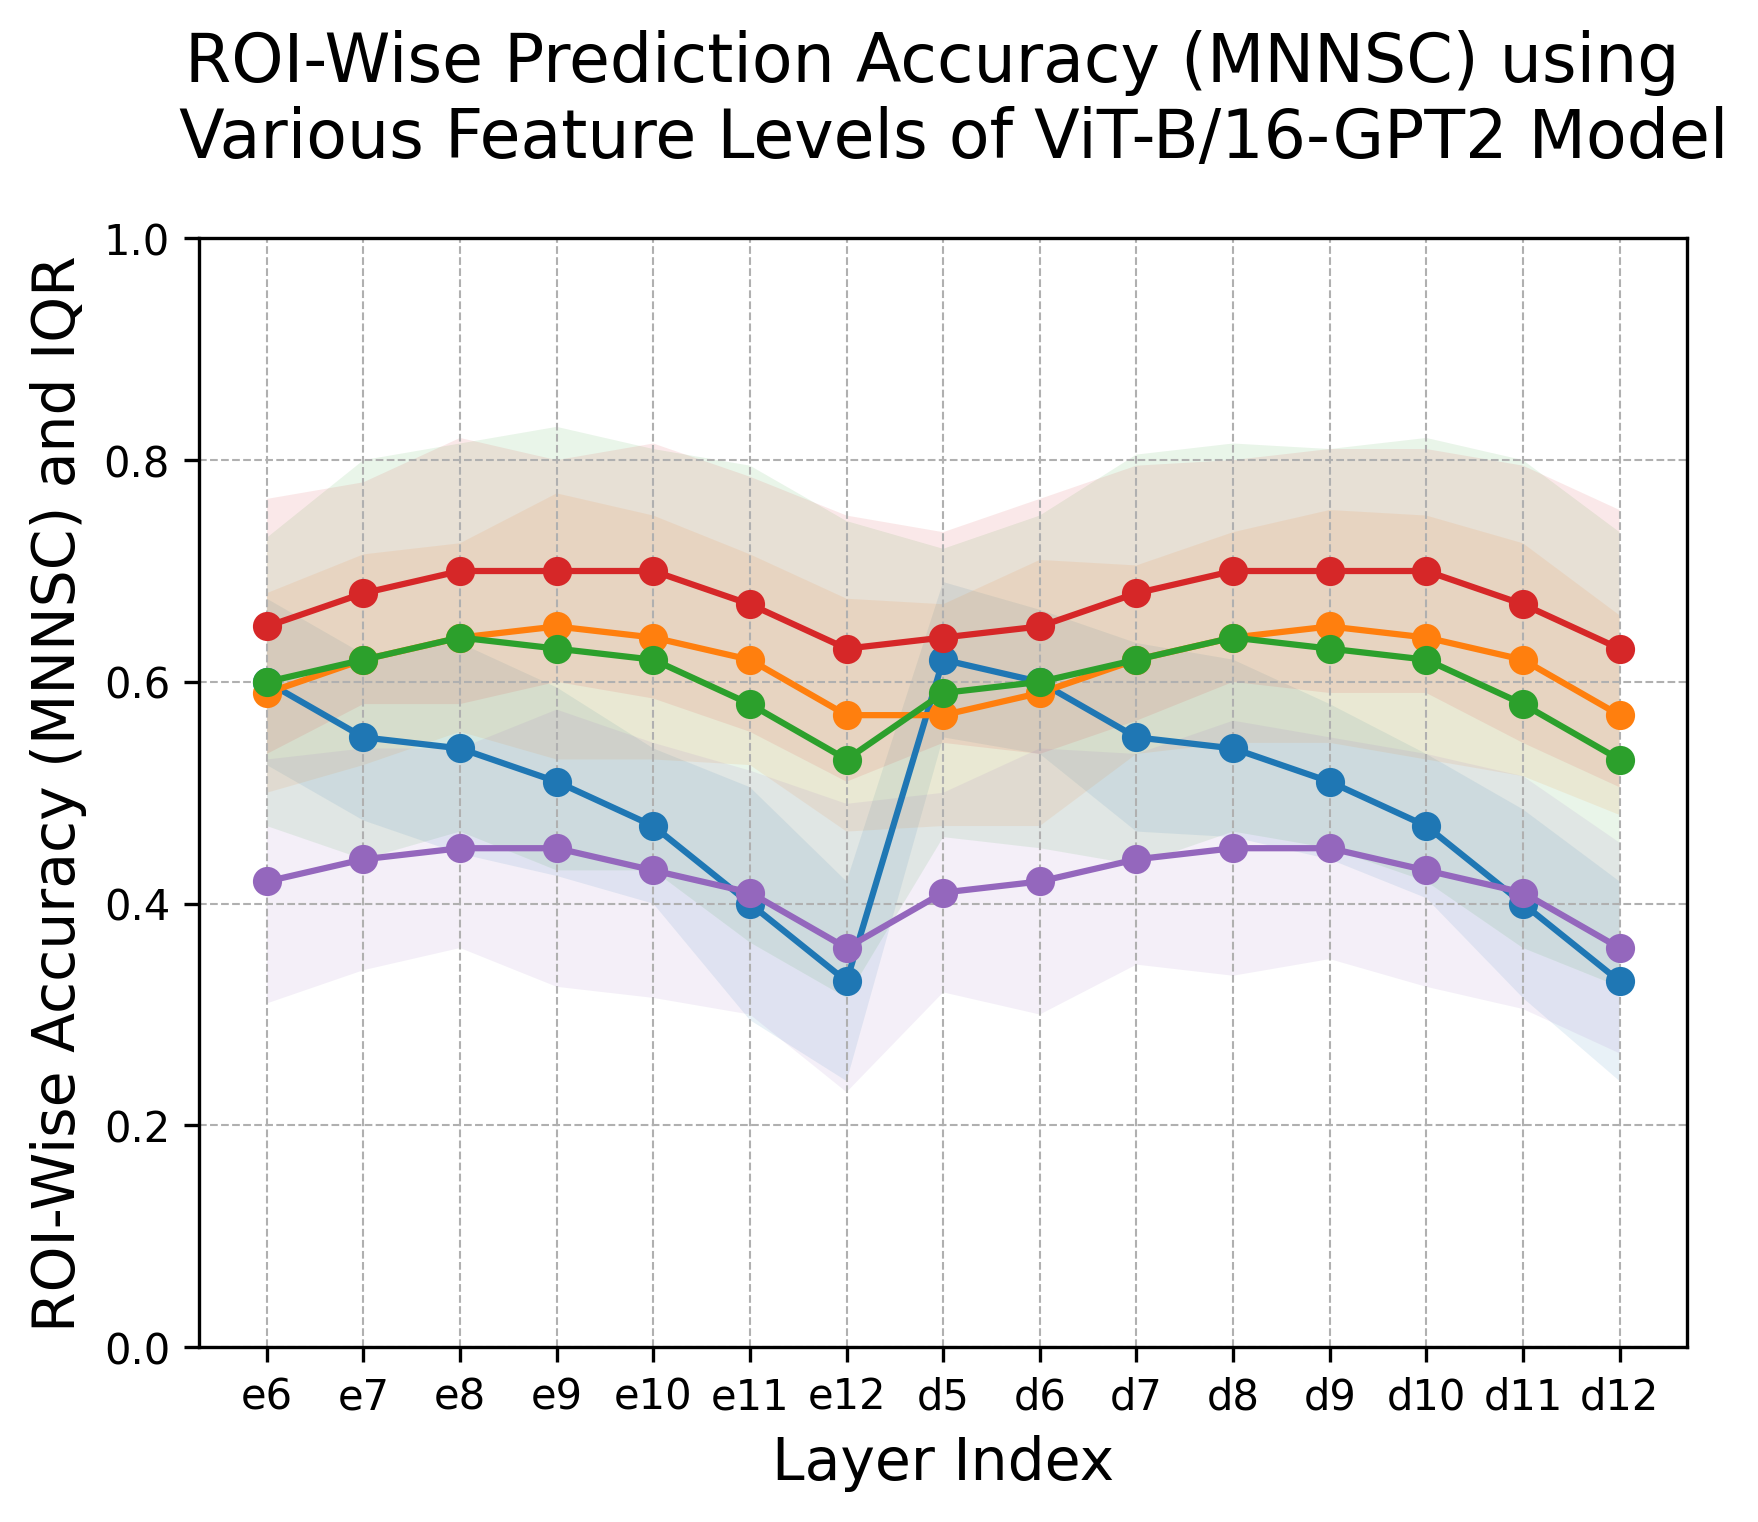 ROI-Wise Prediction Accuracy (MNNSC) using
Various Feature Levels of ViT-B/16-GPT2 Model
ROI-Wise Accuracy (MNNSC) and IQR
1.0
0.8
0.6
0.4
0.2
0.0
e6 e7 e8 e9 e10 e11 e12 d5 d6 d7 d8 d9 d10 d11 d12
Layer Index